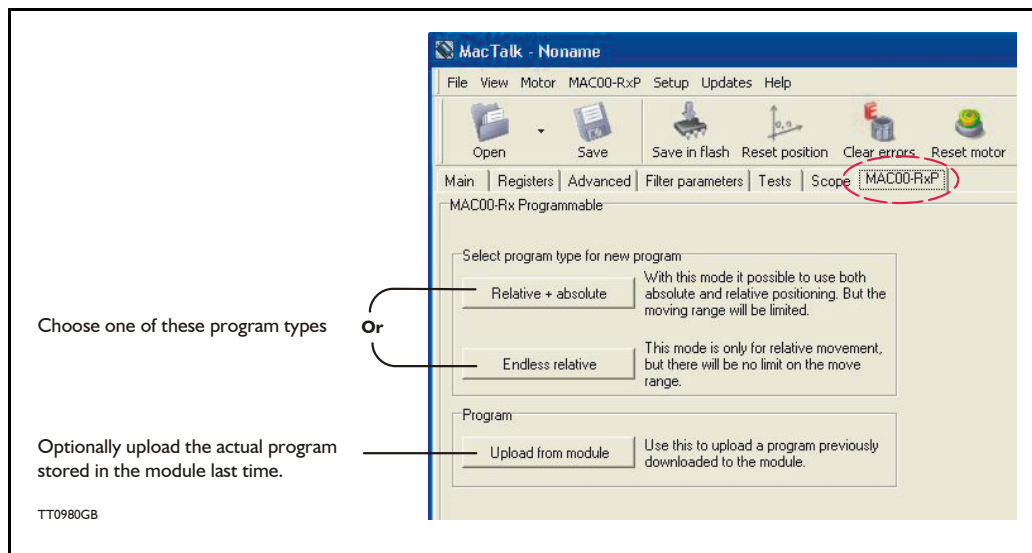 MacTalk - Noname
File View Motor MAC00-RxP Setup Updates Help
Open Save Save in flash Reset position Clear errors Reset motor
Main Registers Advanced Filter parameters Tests Scope MAC00-RxP
MAC00-Rx Programmable
Select program type for new program
Relative + absolute
With this mode it possible to use both
absolute and relative positioning. But the
moving range will be limited.
Choose one of these program types Or
Endless relative
This mode is only for relative movement,
but there will be no limit on the move
range.
Program
Optionally upload the actual program
stored in the module last time.
Upload from module
Use this to upload a program previously
downloaded to the module.
TT0980GB